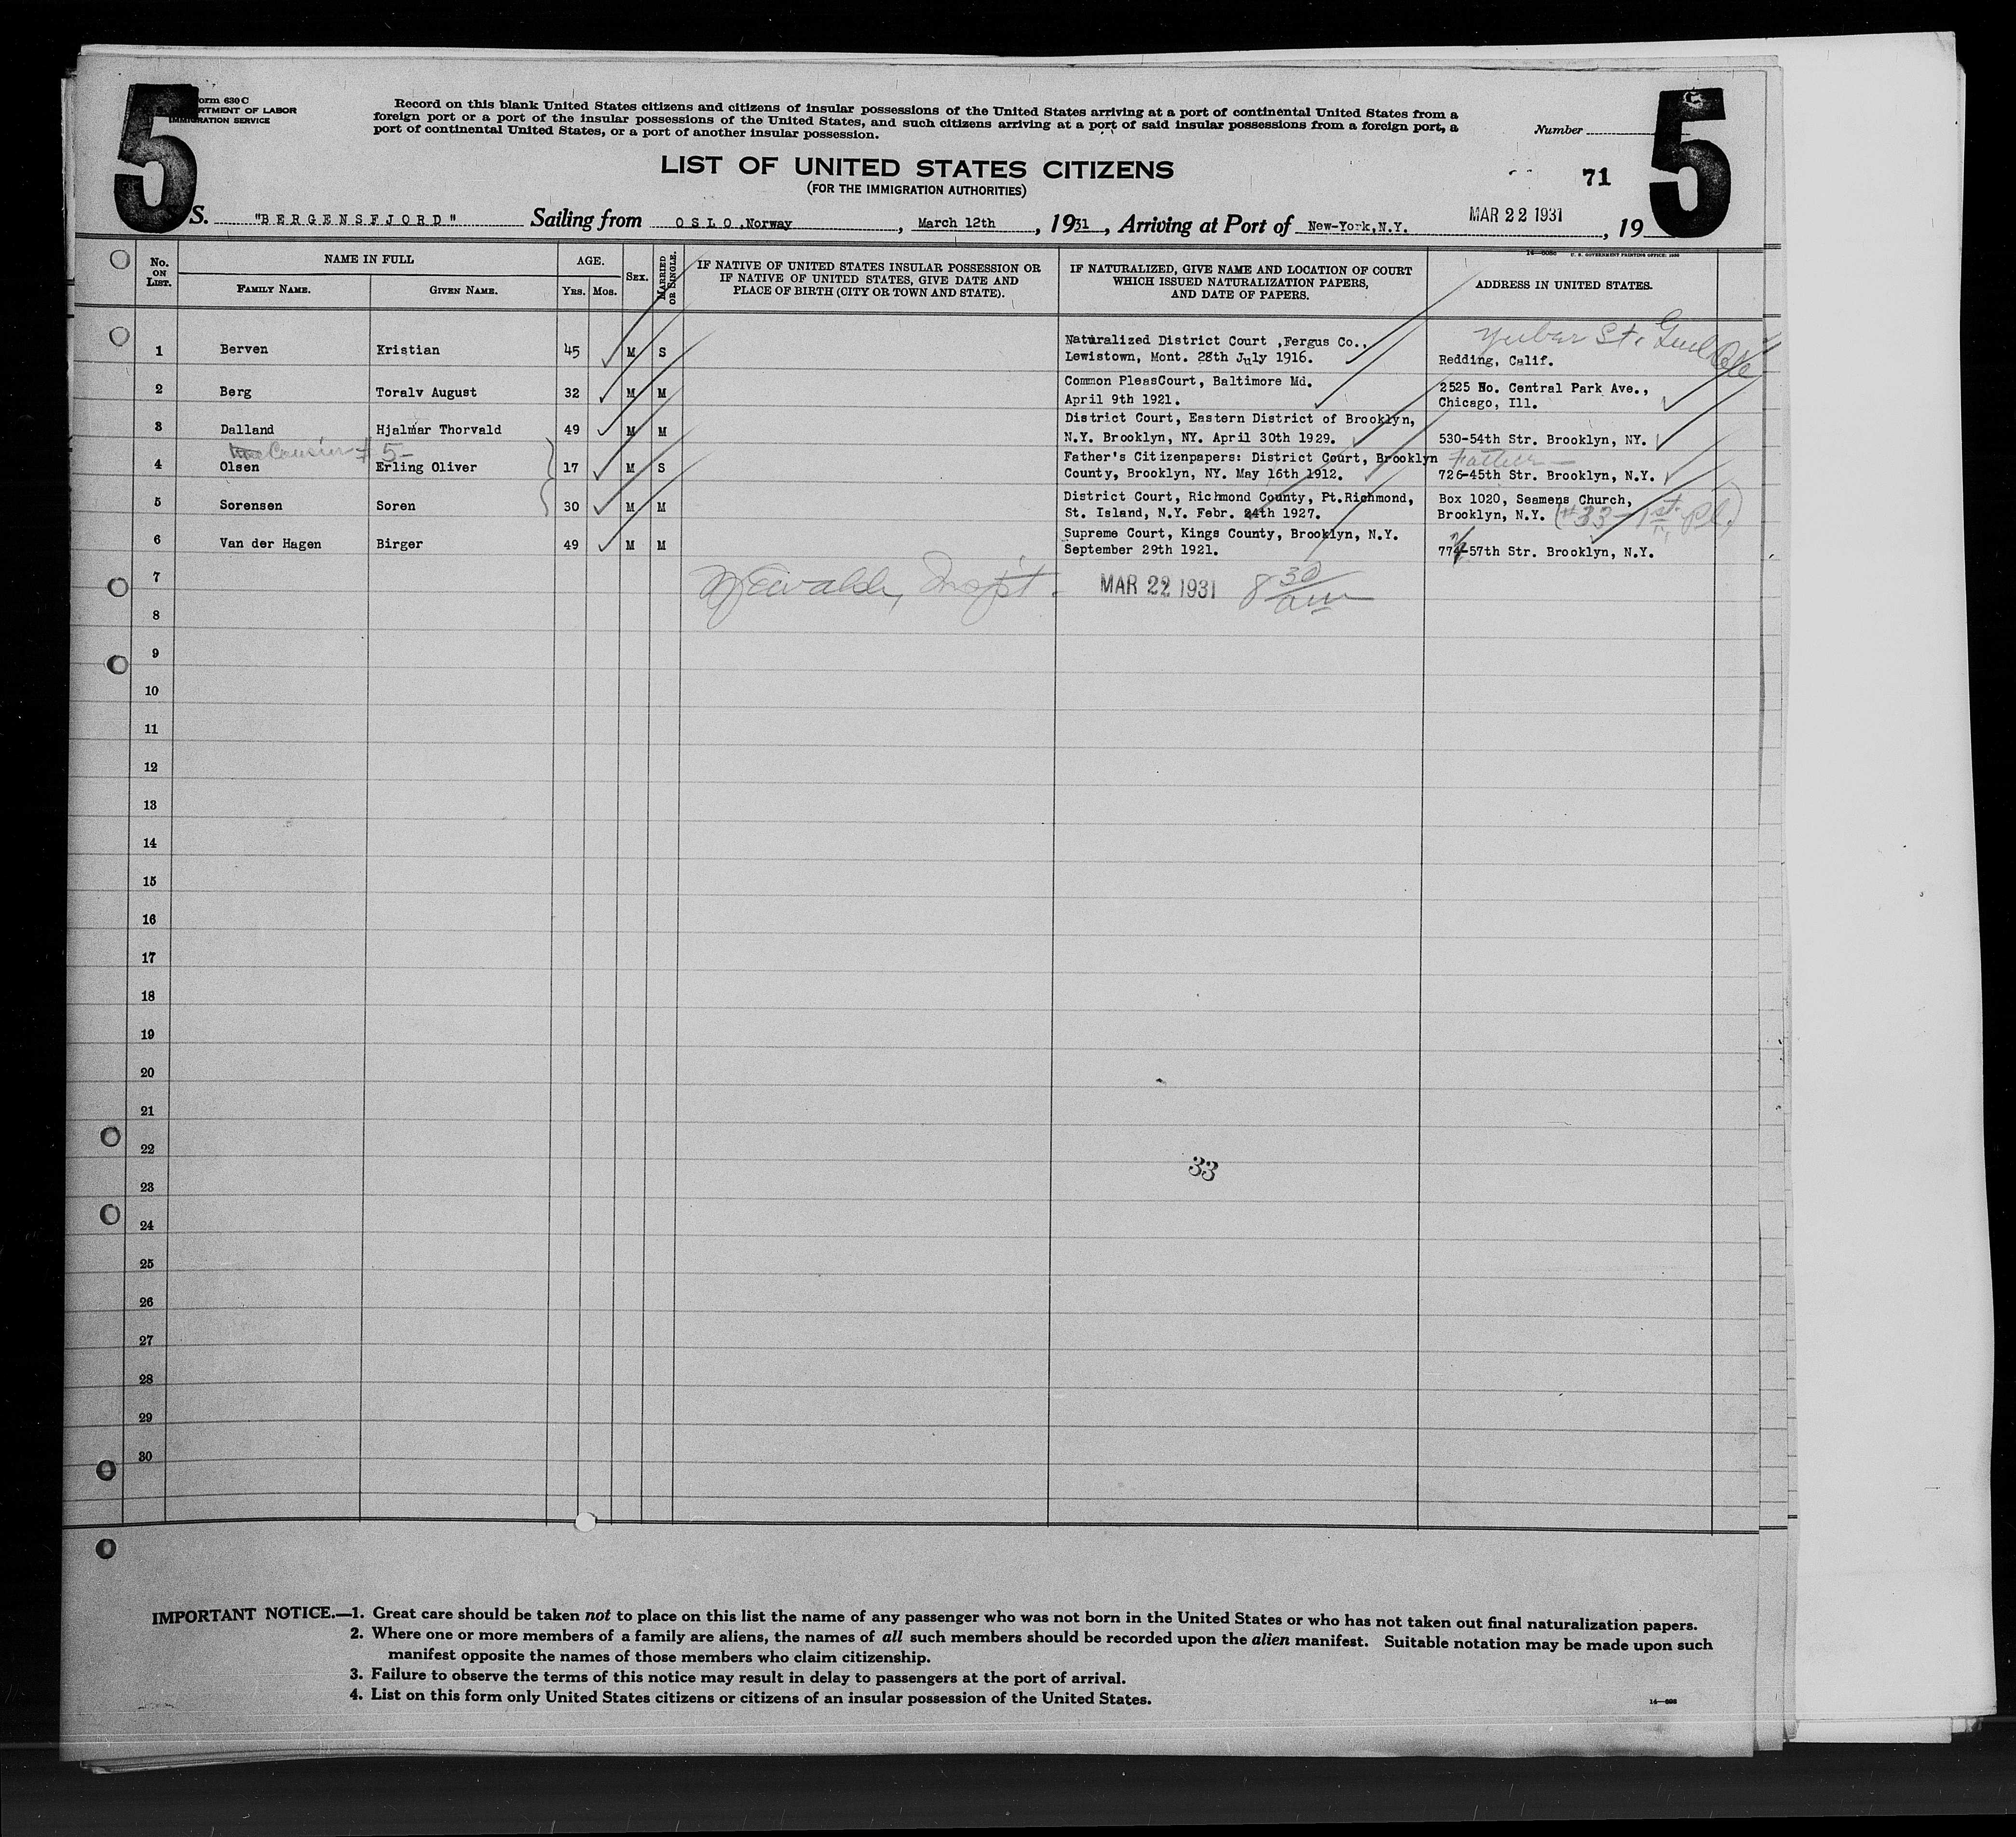 5
Form 630 C
DEPARTMENT OF LABOR
IMMIGRATION SERVICE
Record on this blank United States citizens and citizens of insular possessions of the United States arriving at a port of continental United States from a
foreign port or a port of the insular possessions of the United States, and such citizens arriving at a port of said insular possessions from a foreign port, a
port of continental United States, or a port of another insular possession.
Number
5
LIST OF UNITED STATES CITIZENS
(FOR THE IMMIGRATION AUTHORITIES)
71
S. "BERGENSFJORD" Sailing from OSLO, Norway, March 12th, 1931, Arriving at Port of New-York, N.Y. MAR 22 1931, 19
14—608c U. S. GOVERNMENT PRINTING OFFICE: 1930
No. ON LIST.
NAME IN FULL
FAMILY NAME.
GIVEN NAME.
AGE.
YRS. MOS.
SEX.
MARRIED OR SINGLE.
IF NATIVE OF UNITED STATES INSULAR POSSESSION OR
IF NATIVE OF UNITED STATES, GIVE DATE AND
PLACE OF BIRTH (CITY OR TOWN AND STATE).
IF NATURALIZED, GIVE NAME AND LOCATION OF COURT
WHICH ISSUED NATURALIZATION PAPERS,
AND DATE OF PAPERS.
ADDRESS IN UNITED STATES.
1 Berven Kristian 45 M S
Naturalized District Court ,Fergus Co.,
Lewistown, Mont. 28th July 1916.
St.
Redding, Calif.
2 Berg Toralv August 32 M M
Common PleasCourt, Baltimore Md.
April 9th 1921.
2525 No. Central Park Ave.,
Chicago, Ill.
3 Dalland Hjalmar Thorvald 49 M M
District Court, Eastern District of Brooklyn,
N.Y. Brooklyn, NY. April 30th 1929.
530-54th Str. Brooklyn, NY.
Cousin # 5-
4 Olsen Erling Oliver 17 M S
Father's Citizenpapers: District Court, Brooklyn
County, Brooklyn, NY. May 16th 1912.
Father—
726-45th Str. Brooklyn, N.Y.
5 Sorensen Soren 30 M M
District Court, Richmond County, Pt.Richmond,
St. Island, N.Y. Febr. 24th 1927.
Box 1020, Seamens Church,
Brooklyn, N.Y. (#33-1st Pl.)
6 Van der Hagen Birger 49 M M
Supreme Court, Kings County, Brooklyn, N.Y.
September 29th 1921.
774-57th Str. Brooklyn, N.Y.
7
Inspt. MAR 22 1931 8 30 am
8
9
10
11
12
13
14
15
16
17
18
19
20
21
22
33
23
24
25
26
27
28
29
30
IMPORTANT NOTICE.—1. Great care should be taken not to place on this list the name of any passenger who was not born in the United States or who has not taken out final naturalization papers.
2. Where one or more members of a family are aliens, the names of all such members should be recorded upon the alien manifest. Suitable notation may be made upon such
manifest opposite the names of those members who claim citizenship.
3. Failure to observe the terms of this notice may result in delay to passengers at the port of arrival.
4. List on this form only United States citizens or citizens of an insular possession of the United States.